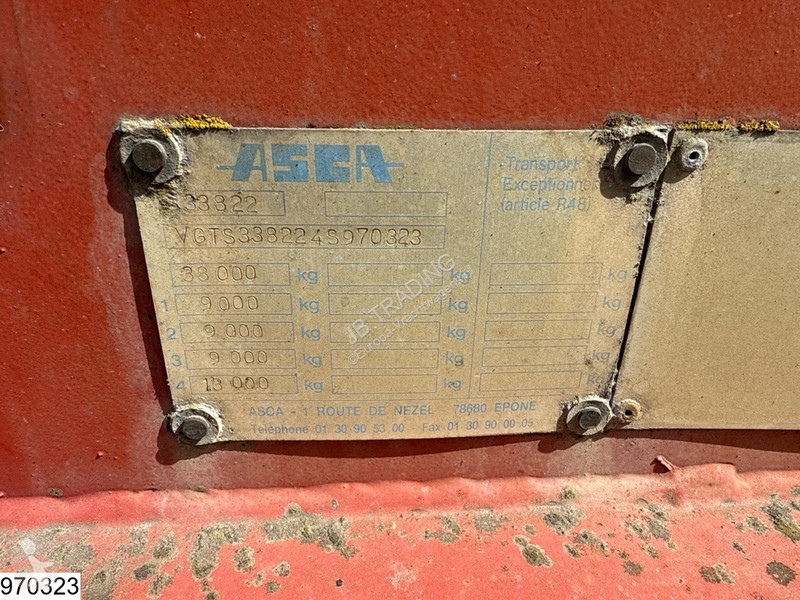 ASCA
Transport
Exceptionnel
(article R48)
S33822
VGTS338224S970323
38 000 kg kg
1 9 000 kg kg kg
2 9 000 kg kg kg
3 9 000 kg kg kg
4 13 000 kg kg kg
ASCA - 1 ROUTE DE NEZEL 78680 EPONE
Téléphone 01 30 90 53 00 - Fax 01 30 90 00 05
JB TRADING
970323